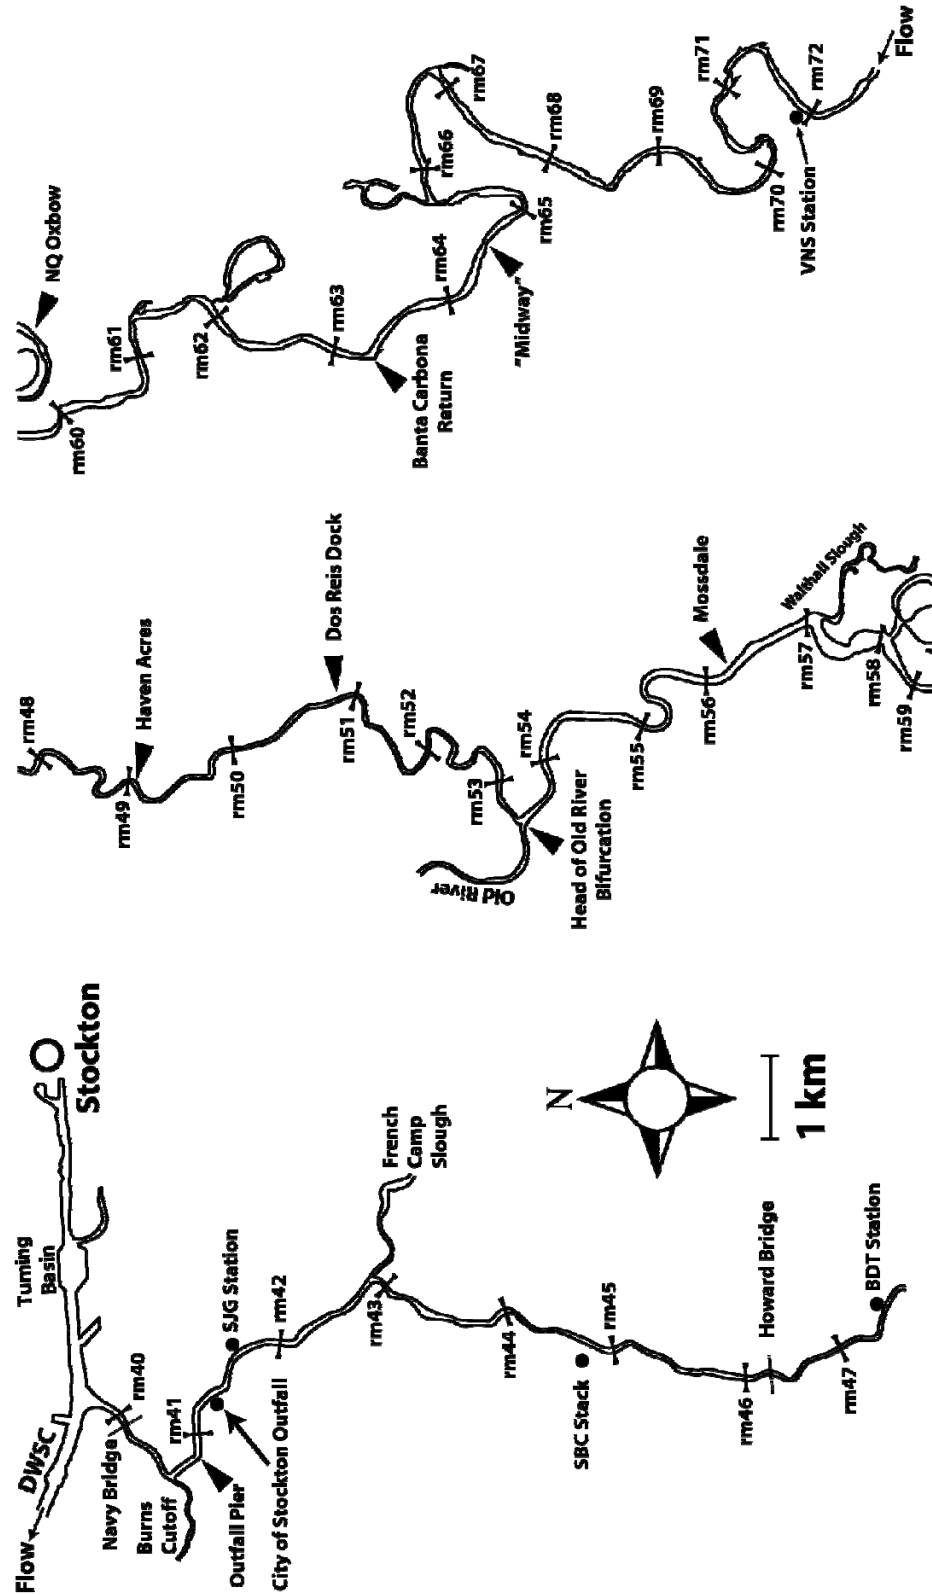 Flow
DWSC
Turning
Basin
Stockton
Navy Bridge
rm40
Burns
Cutoff
rm41
SJG Station
Outfall Pier
City of Stockton Outfall
rm42
French
Camp
Slough
rm43
rm44
SBC Stack
rm45
rm46
Howard Bridge
rm47
BDT Station
N
1 km
rm48
rm49
Haven Acres
rm50
Dos Reis Dock
rm51
rm52
rm53
Old River
rm54
Head of Old River
Bifurcation
rm55
Mossdale
rm56
Walthall Slough
rm57
rm58
rm59
NQ Oxbow
rm60
rm61
rm62
rm63
Banta Carbona
Return
rm64
"Midway"
rm65
rm66
rm67
rm68
rm69
rm70
rm71
VNS Station
rm72
Flow